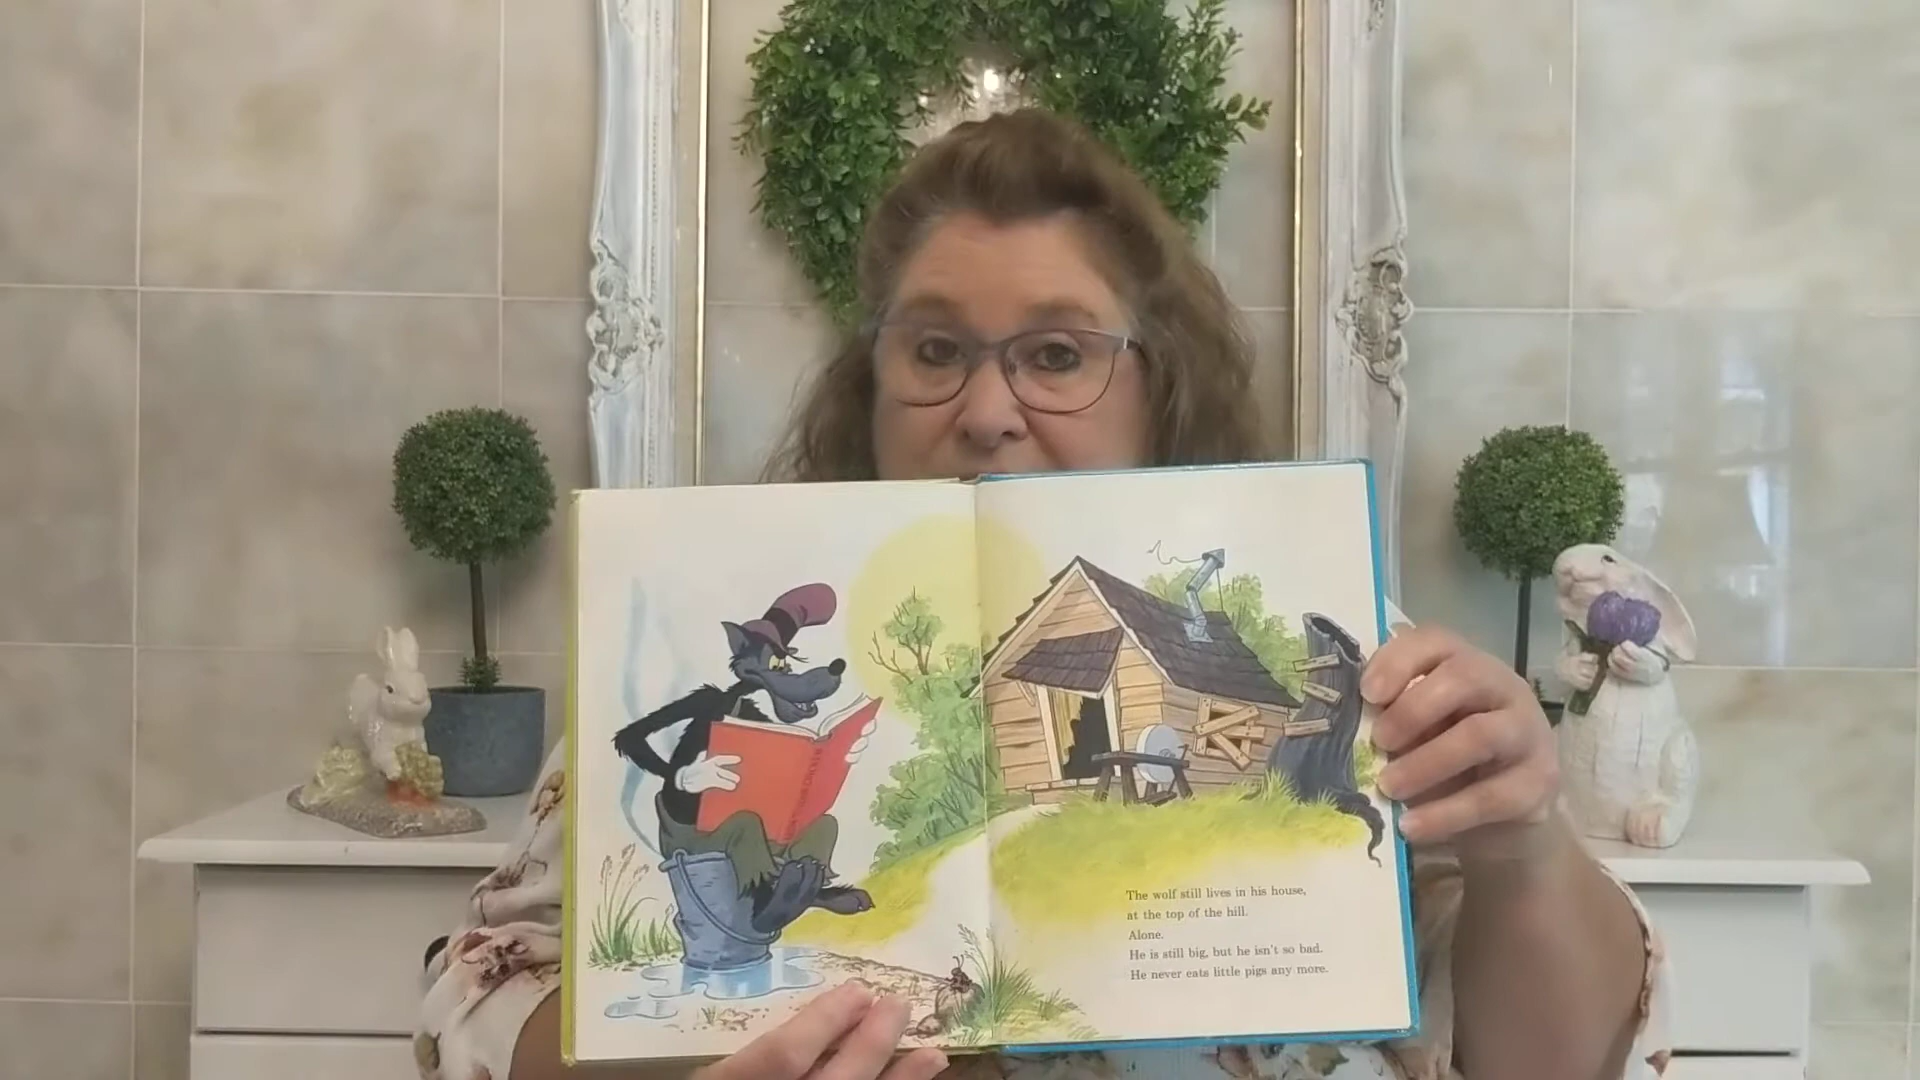 The wolf still lives in his house,
at the top of the hill.
Alone.
He is still big, but he isn't so bad.
He never eats little pigs any more.